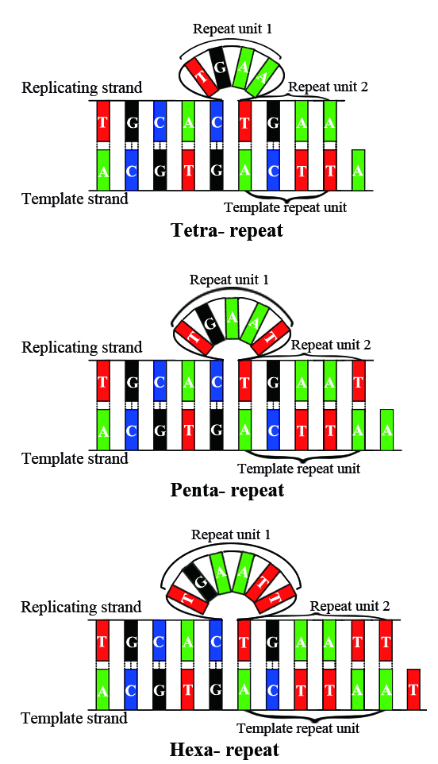 Repeat unit 1
T G A A
Repeat unit 2
Replicating strand
T G C A C T G A A
A C G T G A C T T A
Template strand
Template repeat unit
Tetra- repeat
Repeat unit 1
T G A A T
Repeat unit 2
Replicating strand
T G C A C T G A A T
A C G T G A C T T A A
Template strand
Template repeat unit
Penta- repeat
Repeat unit 1
T G A A T T
Repeat unit 2
Replicating strand
T G C A C T G A A T T
A C G T G A C T T A A T
Template strand
Template repeat unit
Hexa- repeat